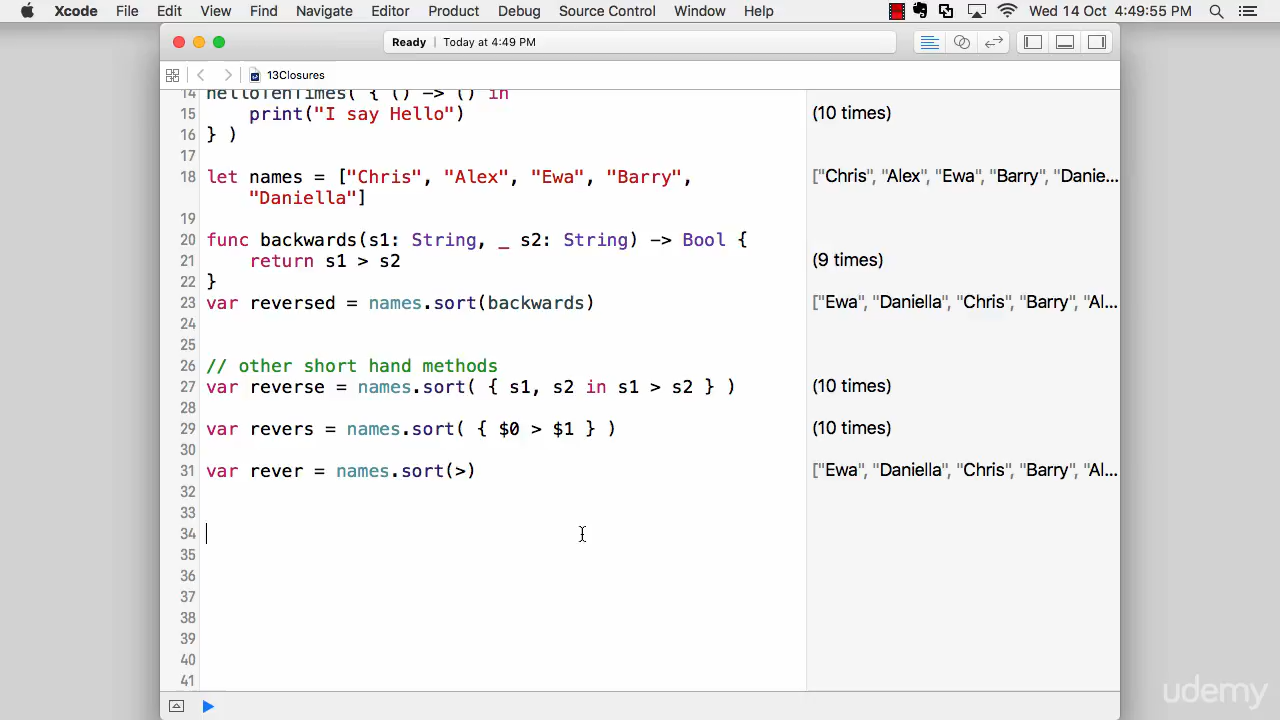 Xcode File Edit View Find Navigate Editor Product Debug Source Control Window Help Wed 14 Oct 4:49:55 PM
Ready | Today at 4:49 PM
13Closures
14 helloTenTimes( { () -> () in
15 print("I say Hello") (10 times)
16 } )
17
18 let names = ["Chris", "Alex", "Ewa", "Barry", ["Chris", "Alex", "Ewa", "Barry", "Danie...
"Daniella"]
19
20 func backwards(s1: String, _ s2: String) -> Bool {
21 return s1 > s2 (9 times)
22 }
23 var reversed = names.sort(backwards) ["Ewa", "Daniella", "Chris", "Barry", "Al...
24
25
26 // other short hand methods
27 var reverse = names.sort( { s1, s2 in s1 > s2 } ) (10 times)
28
29 var revers = names.sort( { $0 > $1 } ) (10 times)
30
31 var rever = names.sort(>) ["Ewa", "Daniella", "Chris", "Barry", "Al...
32
33
34
35
36
37
38
39
40
41
udemy